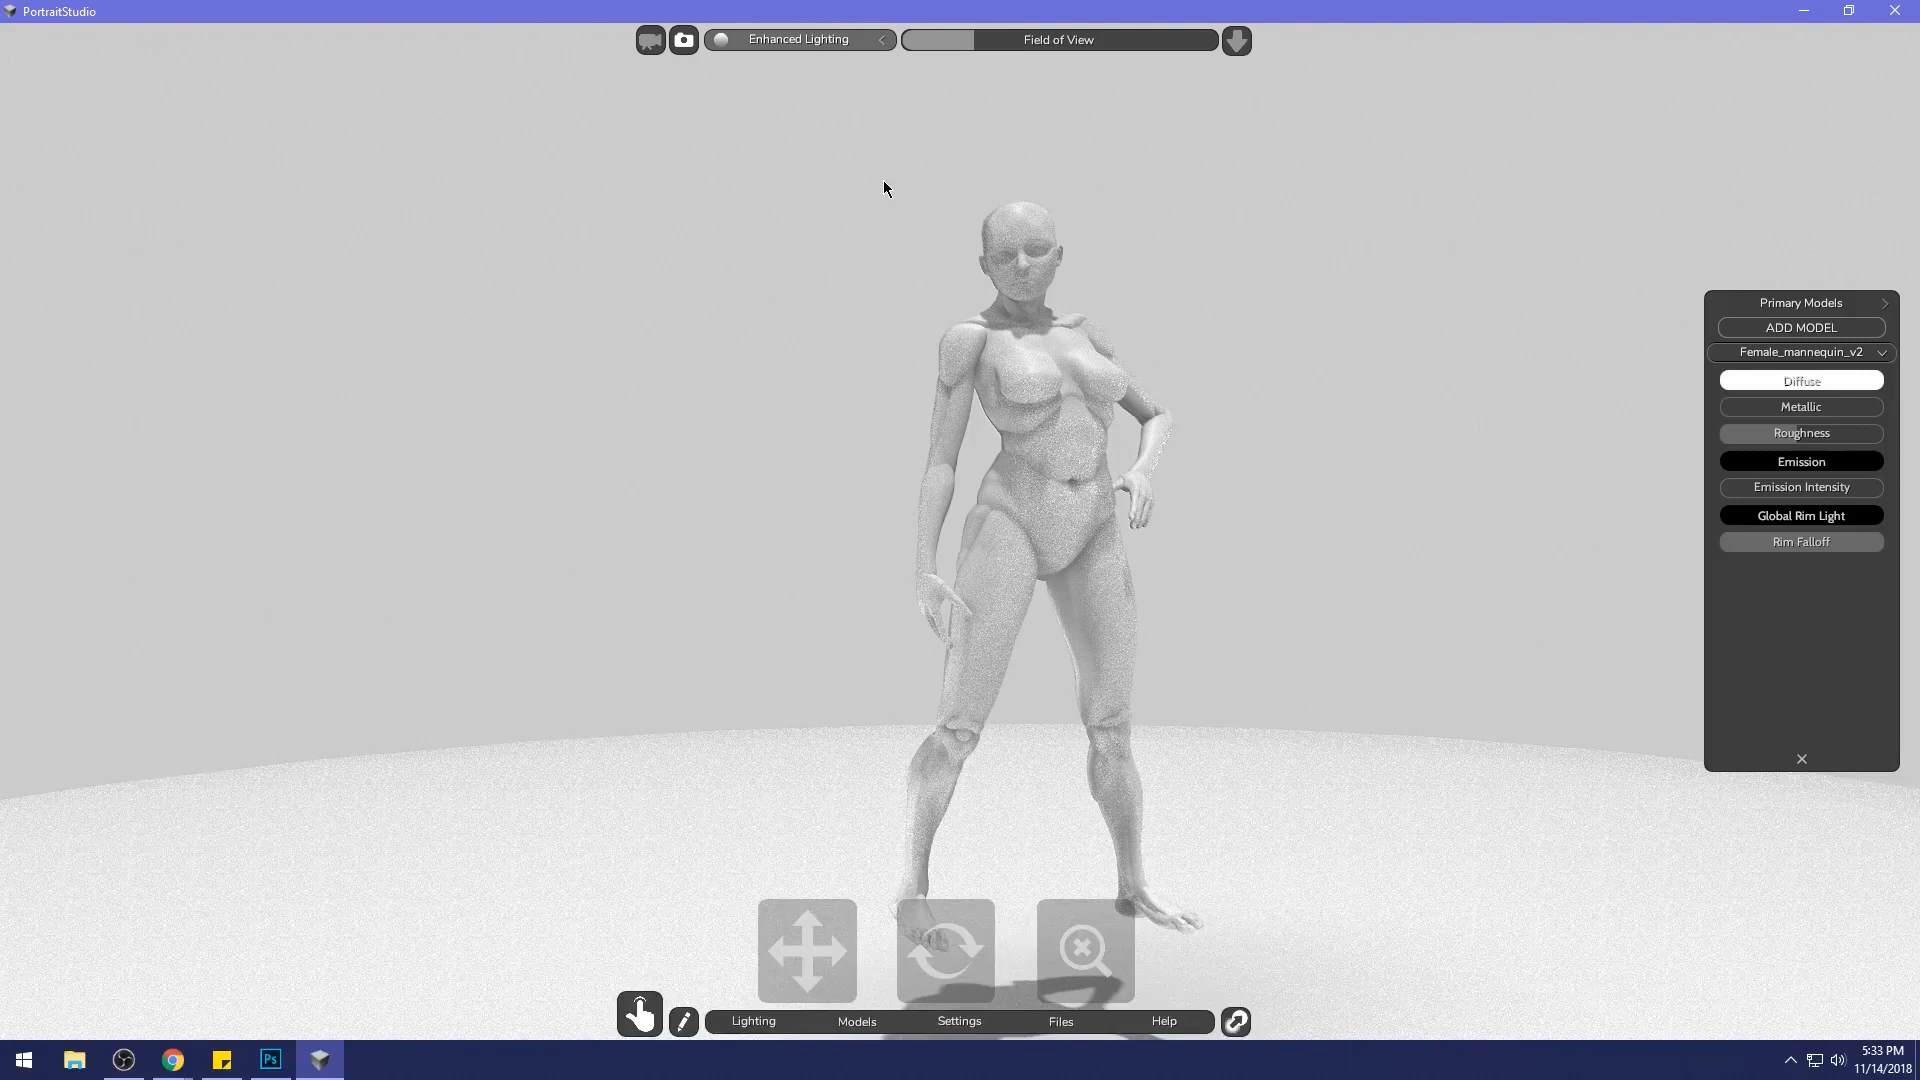 PortraitStudio
Enhanced Lighting
Field of View
Primary Models
ADD MODEL
Female_mannequin_v2
Diffuse
Metallic
Roughness
Emission
Emission Intensity
Global Rim Light
Rim Falloff
Lighting
Models
Settings
Files
Help
Ps
5:33 PM
11/14/2018